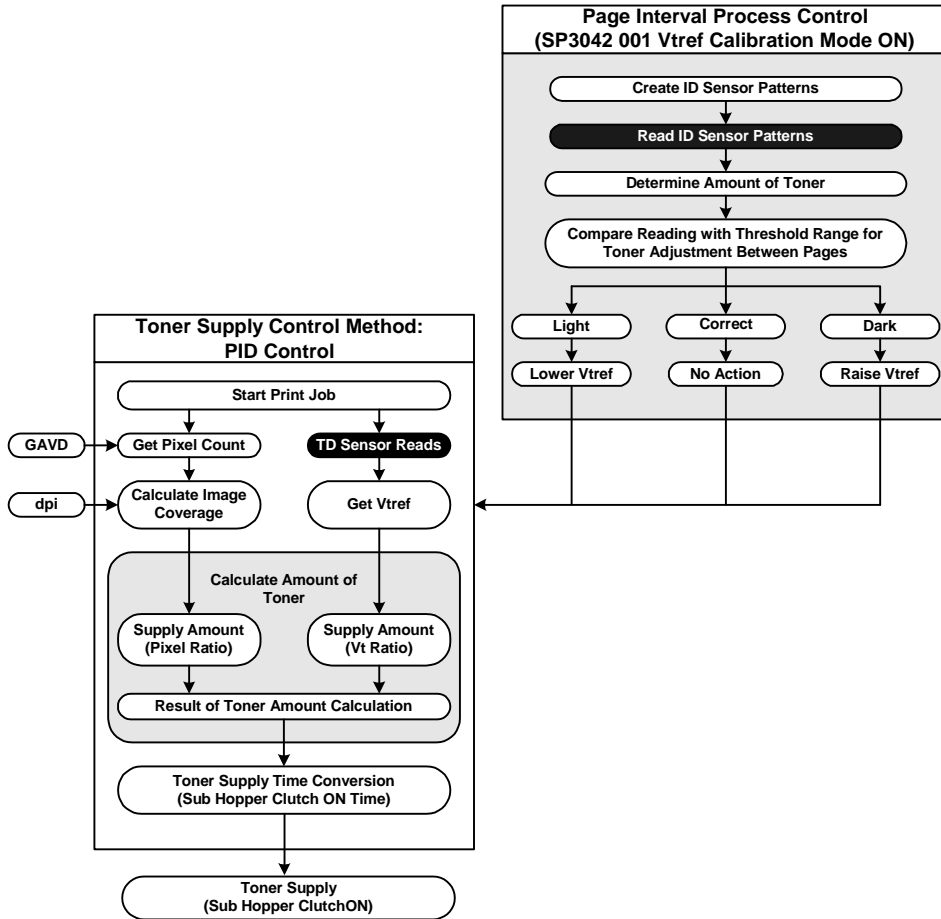 Page Interval Process Control
(SP3042 001 Vtref Calibration Mode ON)
Create ID Sensor Patterns
Read ID Sensor Patterns
Determine Amount of Toner
Compare Reading with Threshold Range for
Toner Adjustment Between Pages
Light
Correct
Dark
Lower Vtref
No Action
Raise Vtref
Toner Supply Control Method:
PID Control
Start Print Job
GAVD
Get Pixel Count
TD Sensor Reads
dpi
Calculate Image
Coverage
Get Vtref
Calculate Amount of
Toner
Supply Amount
(Pixel Ratio)
Supply Amount
(Vt Ratio)
Result of Toner Amount Calculation
Toner Supply Time Conversion
(Sub Hopper Clutch ON Time)
Toner Supply
(Sub Hopper ClutchON)